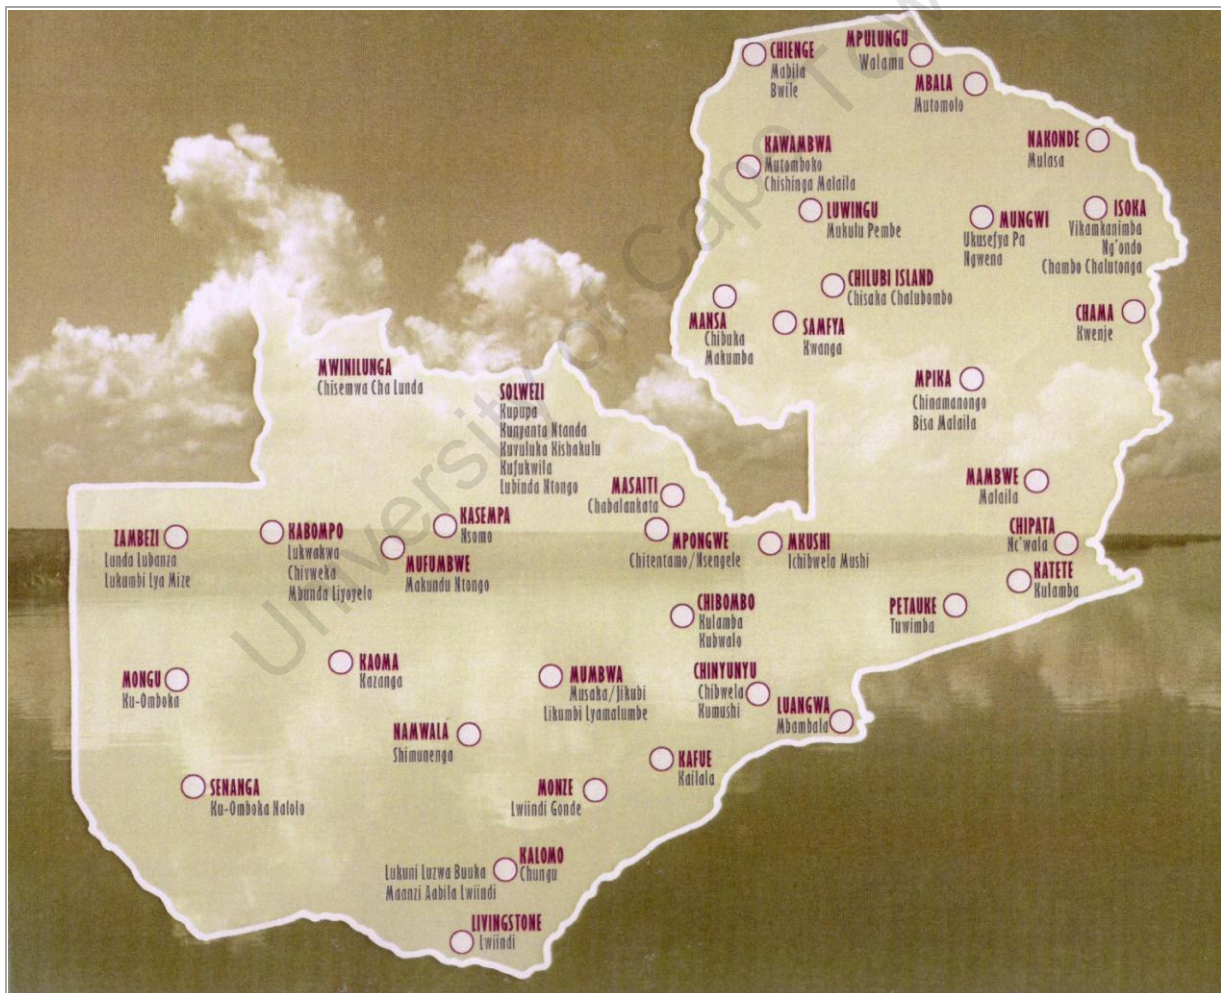 CHIENGE
Mabila
Bwile
MPULUNGU
Walamu
MBALA
Mutomolo
NAKONDE
Mulasa
KAWAMBWA
Mutomboko
Chishinga Malaila
LUWINGU
Mukulu Pembe
MUNGWI
Ukusefya Pa
Ngwena
ISOKA
Vikamkanimba
Ng'ondo
Chambo Chalutonga
CHILUBI ISLAND
Chisaka Chalubombo
MANSA
Chibuka
Makumba
SAMFYA
Kwanga
CHAMA
Kwenje
MWINILUNGA
Chisemwa Cha Lunda
SOLWEZI
Kupupa
Kunyanta Ntanda
Kuvuluka Kishakulu
Kufukwila
Lubinda Ntongo
MPIKA
Chinamanongo
Bisa Malaila
MASAITI
Chabalankata
MAMBWE
Malaila
ZAMBEZI
Lunda Lubanza
Lukumbi Lya Mize
KABOMPO
Lukwakwa
Chivweka
Mbunda Liyoyelo
KASEMPA
Nsomo
MUFUMBWE
Makundu Ntongo
MPONGWE
Chitentamo/Nsengele
MKUSHI
Ichibwela Mushi
CHIPATA
Nc'wala
KATETE
Kulamba
PETAUKE
Tuwimba
CHIBOMBO
Kulamba
Kubwalo
MONGU
Ku-Omboka
KAOMA
Kazanga
MUMBWA
Musaka/Jikubi
Likumbi Lyamalumbe
CHINYUNYU
Chibwela
Kumushi
LUANGWA
Mbambala
NAMWALA
Shimunenga
KAFUE
Kailala
SENANGA
Ku-Omboka Nalolo
MONZE
Lwiindi Gonde
KALOMO
Chungu
Lukuni Luzwa Buuka
Maanzi Aabila Lwiindi
LIVINGSTONE
Lwiindi
University of Cape Tow